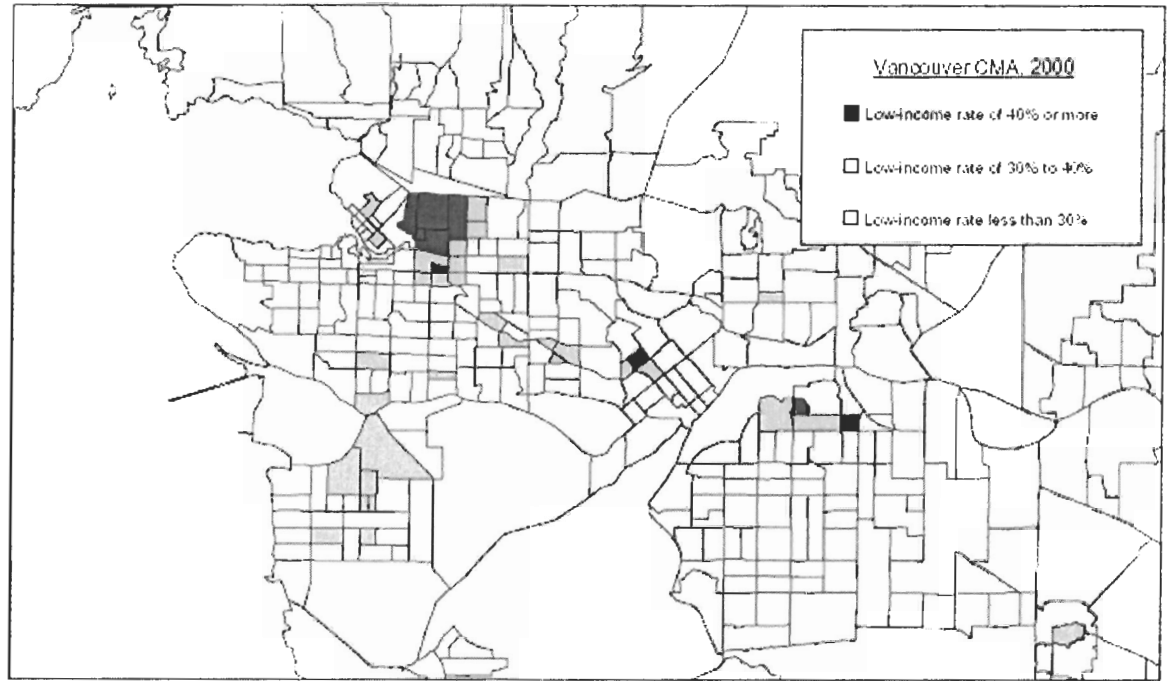 Vancouver CMA, 2000
Low-income rate of 40% or more
Low-income rate of 30% to 40%
Low-income rate less than 30%